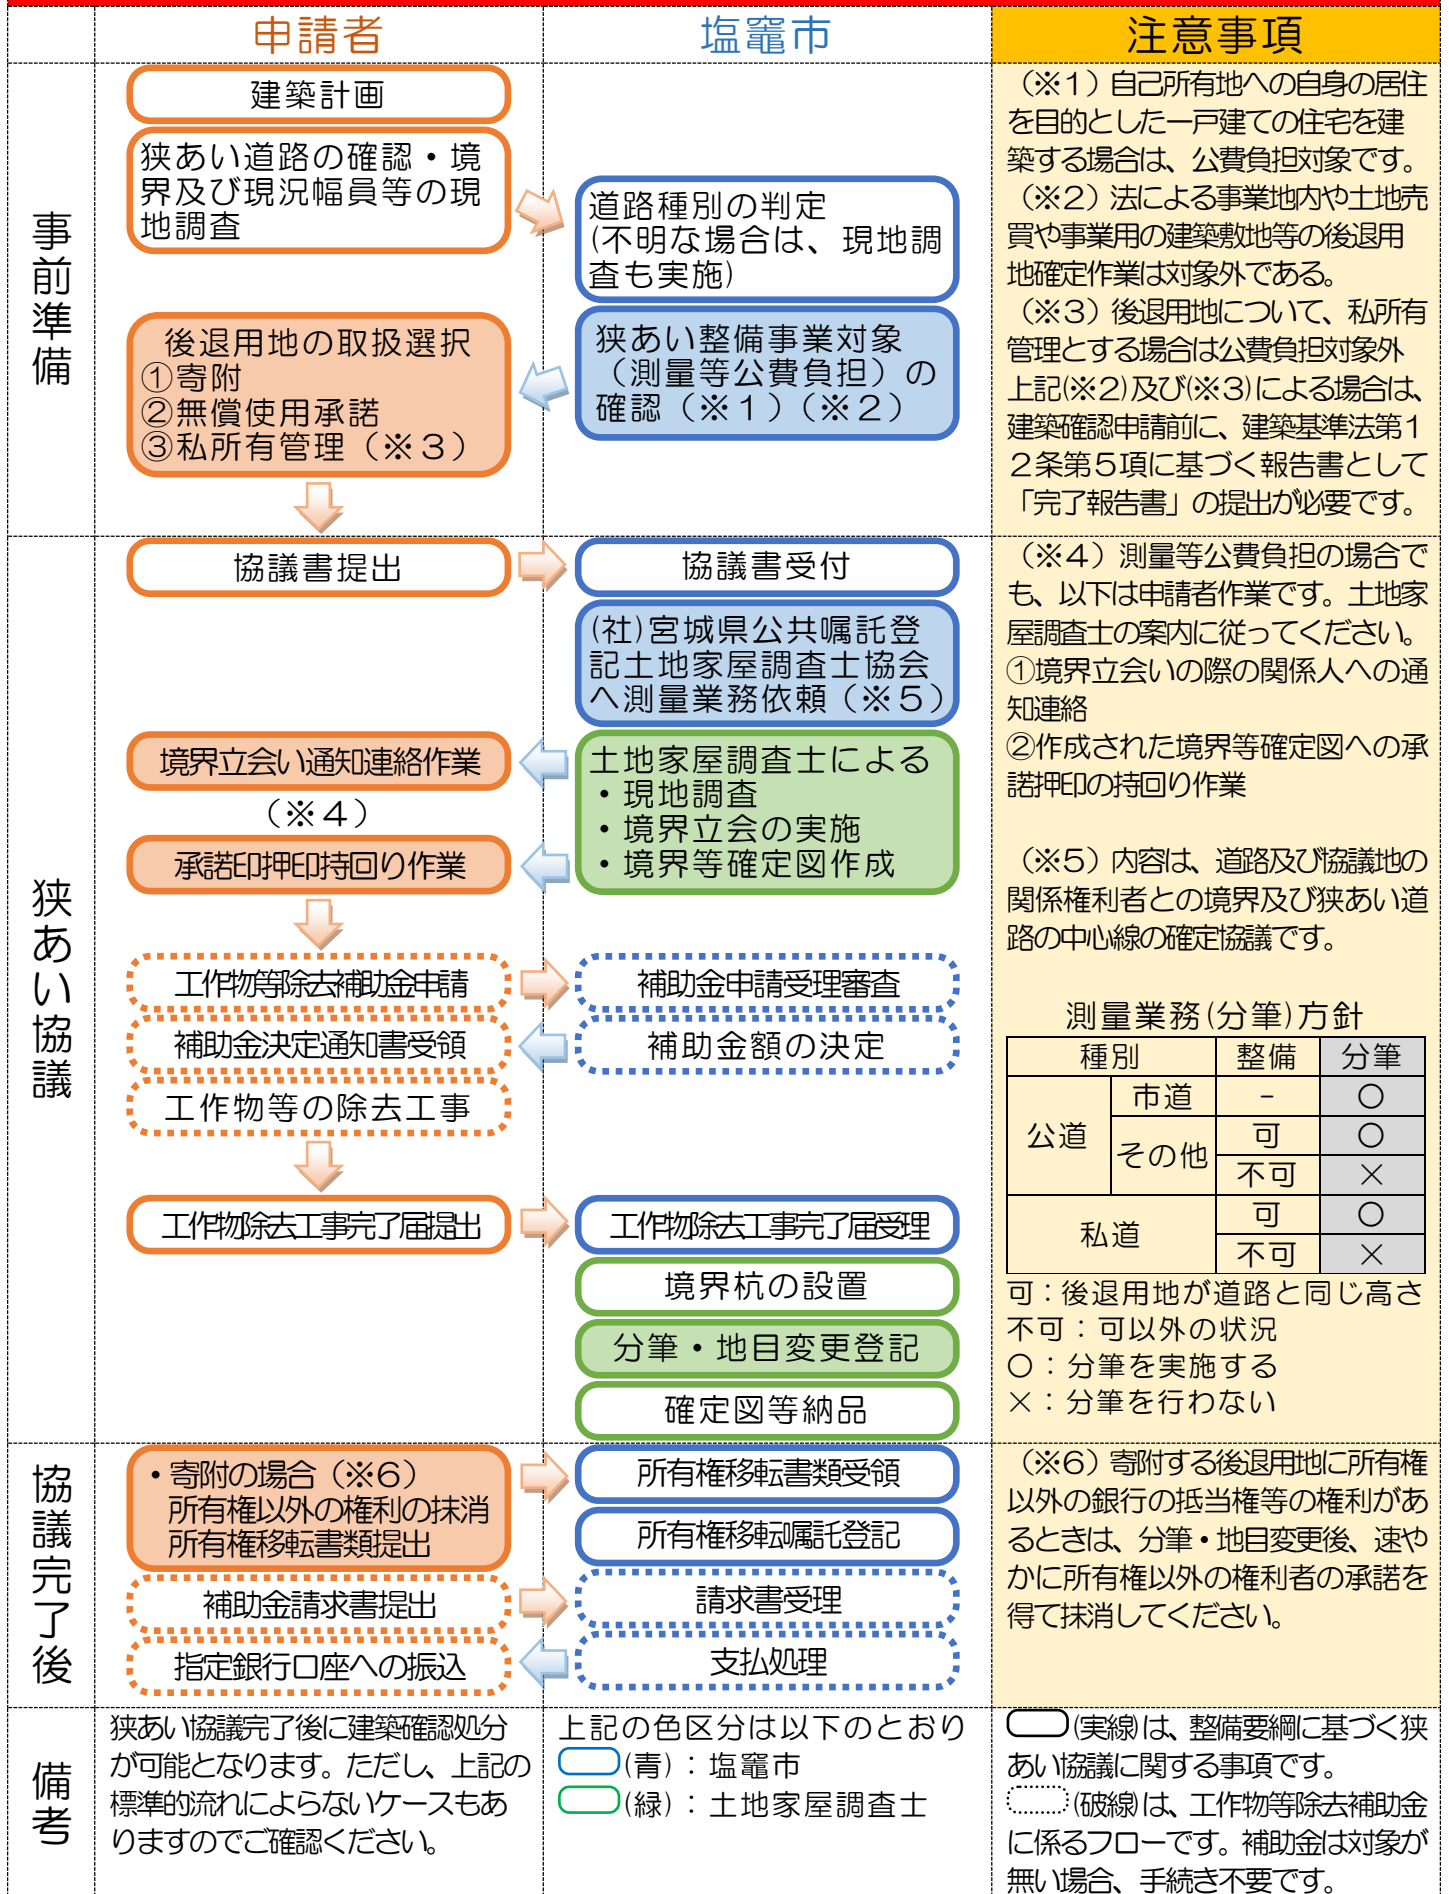 申請者
塩竈市
注意事項
事前準備
建築計画
狭あい道路の確認・境
界及び現況幅員等の現
地調査
道路種別の判定
(不明な場合は、現地調
査も実施)
狭あい整備事業対象
（測量等公費負担）の
確認（※１）（※２）
後退用地の取扱選択
①寄附
②無償使用承諾
③私所有管理（※３）
（※１）自己所有地への自身の居住
を目的とした一戸建ての住宅を建
築する場合は、公費負担対象です。
（※２）法による事業地内や土地売
買や事業用の建築敷地等の後退用
地確定作業は対象外である。
（※３）後退用地について、私所有
管理とする場合は公費負担対象外
上記(※２)及び(※３)による場合は、
建築確認申請前に、建築基準法第１
２条第５項に基づく報告書として
「完了報告書」の提出が必要です。
狭あい協議
協議書提出
協議書受付
(社)宮城県公共嘱託登
記土地家屋調査士協会
へ測量業務依頼（※５）
境界立会い通知連絡作業
（※４）
承諾印押印持回り作業
土地家屋調査士による
・現地調査
・境界立会の実施
・境界等確定図作成
工作物等除去補助金申請
補助金申請受理審査
補助金決定通知書受領
補助金額の決定
工作物等の除去工事
工作物除去工事完了届提出
工作物除去工事完了届受理
境界杭の設置
分筆・地目変更登記
確定図等納品
（※４）測量等公費負担の場合で
も、以下は申請者作業です。土地家
屋調査士の案内に従ってください。
①境界立会いの際の関係人への通
知連絡
②作成された境界等確定図への承
諾押印の持回り作業
（※５）内容は、道路及び協議地の
関係権利者との境界及び狭あい道
路の中心線の確定協議です。
測量業務(分筆)方針
種別 整備 分筆
公道 市道 － ○
その他 可 ○
不可 ×
私道 可 ○
不可 ×
可：後退用地が道路と同じ高さ
不可：可以外の状況
○：分筆を実施する
×：分筆を行わない
協議完了後
・寄附の場合（※６）
所有権以外の権利の抹消
所有権移転書類提出
所有権移転書類受領
所有権移転嘱託登記
補助金請求書提出
請求書受理
指定銀行口座への振込
支払処理
（※６）寄附する後退用地に所有権
以外の銀行の抵当権等の権利があ
るときは、分筆・地目変更後、速や
かに所有権以外の権利者の承諾を
得て抹消してください。
備考
狭あい協議完了後に建築確認処分
が可能となります。ただし、上記の
標準的流れによらないケースもあ
りますのでご確認ください。
上記の色区分は以下のとおり
(青)：塩竈市
(緑)：土地家屋調査士
(実線)は、整備要綱に基づく狭
あい協議に関する事項です。
(破線)は、工作物等除去補助金
に係るフローです。補助金は対象が
無い場合、手続き不要です。